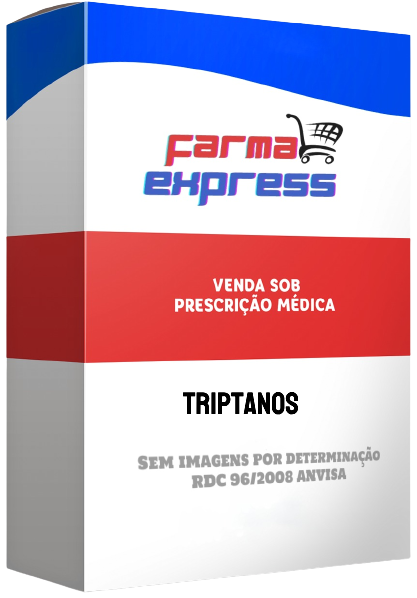 Farma
express
VENDA SOB
PRESCRIÇÃO MÉDICA
TRIPTANOS
SEM IMAGENS POR DETERMINAÇÃO
RDC 96/2008 ANVISA